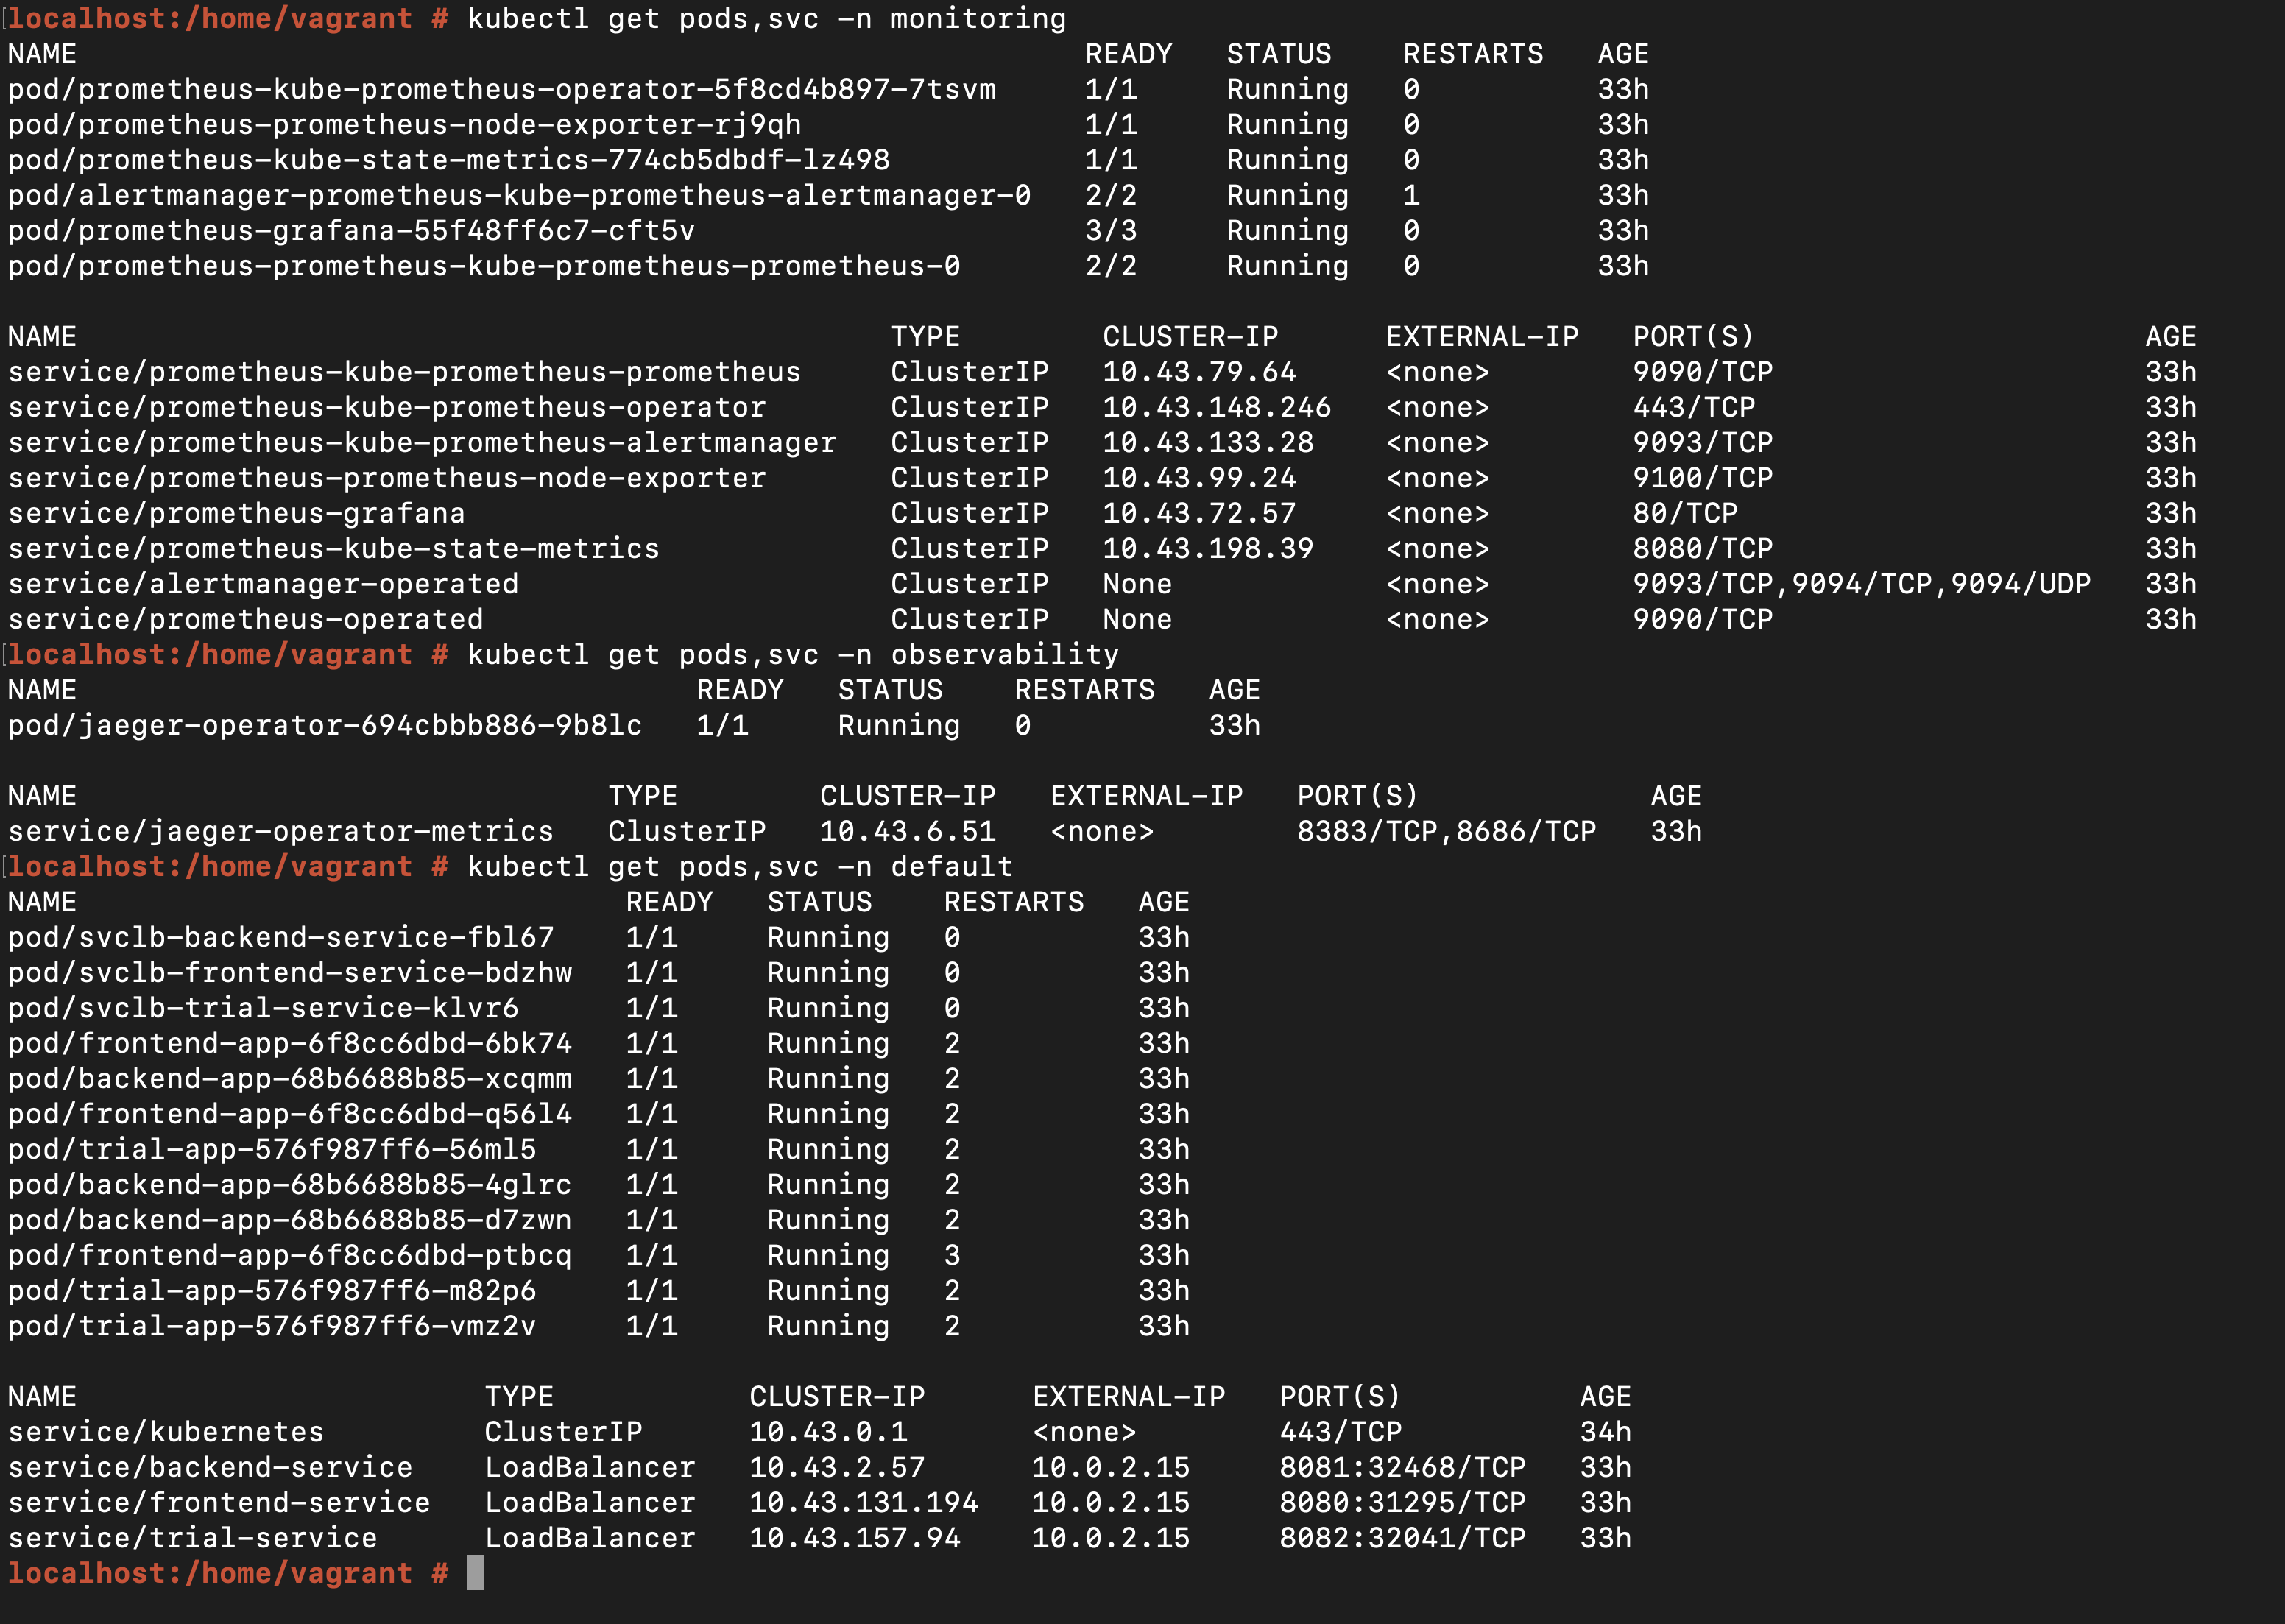 localhost:/home/vagrant # kubectl get pods,svc -n monitoring
NAME READY STATUS RESTARTS AGE
pod/prometheus-kube-prometheus-operator-5f8cd4b897-7tsvm 1/1 Running 0 33h
pod/prometheus-prometheus-node-exporter-rj9qh 1/1 Running 0 33h
pod/prometheus-kube-state-metrics-774cb5dbdf-lz498 1/1 Running 0 33h
pod/alertmanager-prometheus-kube-prometheus-alertmanager-0 2/2 Running 1 33h
pod/prometheus-grafana-55f48ff6c7-cft5v 3/3 Running 0 33h
pod/prometheus-prometheus-kube-prometheus-prometheus-0 2/2 Running 0 33h
NAME TYPE CLUSTER-IP EXTERNAL-IP PORT(S) AGE
service/prometheus-kube-prometheus-prometheus ClusterIP 10.43.79.64 <none> 9090/TCP 33h
service/prometheus-kube-prometheus-operator ClusterIP 10.43.148.246 <none> 443/TCP 33h
service/prometheus-kube-prometheus-alertmanager ClusterIP 10.43.133.28 <none> 9093/TCP 33h
service/prometheus-prometheus-node-exporter ClusterIP 10.43.99.24 <none> 9100/TCP 33h
service/prometheus-grafana ClusterIP 10.43.72.57 <none> 80/TCP 33h
service/prometheus-kube-state-metrics ClusterIP 10.43.198.39 <none> 8080/TCP 33h
service/alertmanager-operated ClusterIP None <none> 9093/TCP,9094/TCP,9094/UDP 33h
service/prometheus-operated ClusterIP None <none> 9090/TCP 33h
localhost:/home/vagrant # kubectl get pods,svc -n observability
NAME READY STATUS RESTARTS AGE
pod/jaeger-operator-694cbbb886-9b8lc 1/1 Running 0 33h
NAME TYPE CLUSTER-IP EXTERNAL-IP PORT(S) AGE
service/jaeger-operator-metrics ClusterIP 10.43.6.51 <none> 8383/TCP,8686/TCP 33h
localhost:/home/vagrant # kubectl get pods,svc -n default
NAME READY STATUS RESTARTS AGE
pod/svclb-backend-service-fbl67 1/1 Running 0 33h
pod/svclb-frontend-service-bdzhw 1/1 Running 0 33h
pod/svclb-trial-service-klvr6 1/1 Running 0 33h
pod/frontend-app-6f8cc6dbd-6bk74 1/1 Running 2 33h
pod/backend-app-68b6688b85-xcqmm 1/1 Running 2 33h
pod/frontend-app-6f8cc6dbd-q56l4 1/1 Running 2 33h
pod/trial-app-576f987ff6-56ml5 1/1 Running 2 33h
pod/backend-app-68b6688b85-4glrc 1/1 Running 2 33h
pod/backend-app-68b6688b85-d7zwn 1/1 Running 2 33h
pod/frontend-app-6f8cc6dbd-ptbcq 1/1 Running 3 33h
pod/trial-app-576f987ff6-m82p6 1/1 Running 2 33h
pod/trial-app-576f987ff6-vmz2v 1/1 Running 2 33h
NAME TYPE CLUSTER-IP EXTERNAL-IP PORT(S) AGE
service/kubernetes ClusterIP 10.43.0.1 <none> 443/TCP 34h
service/backend-service LoadBalancer 10.43.2.57 10.0.2.15 8081:32468/TCP 33h
service/frontend-service LoadBalancer 10.43.131.194 10.0.2.15 8080:31295/TCP 33h
service/trial-service LoadBalancer 10.43.157.94 10.0.2.15 8082:32041/TCP 33h
localhost:/home/vagrant #